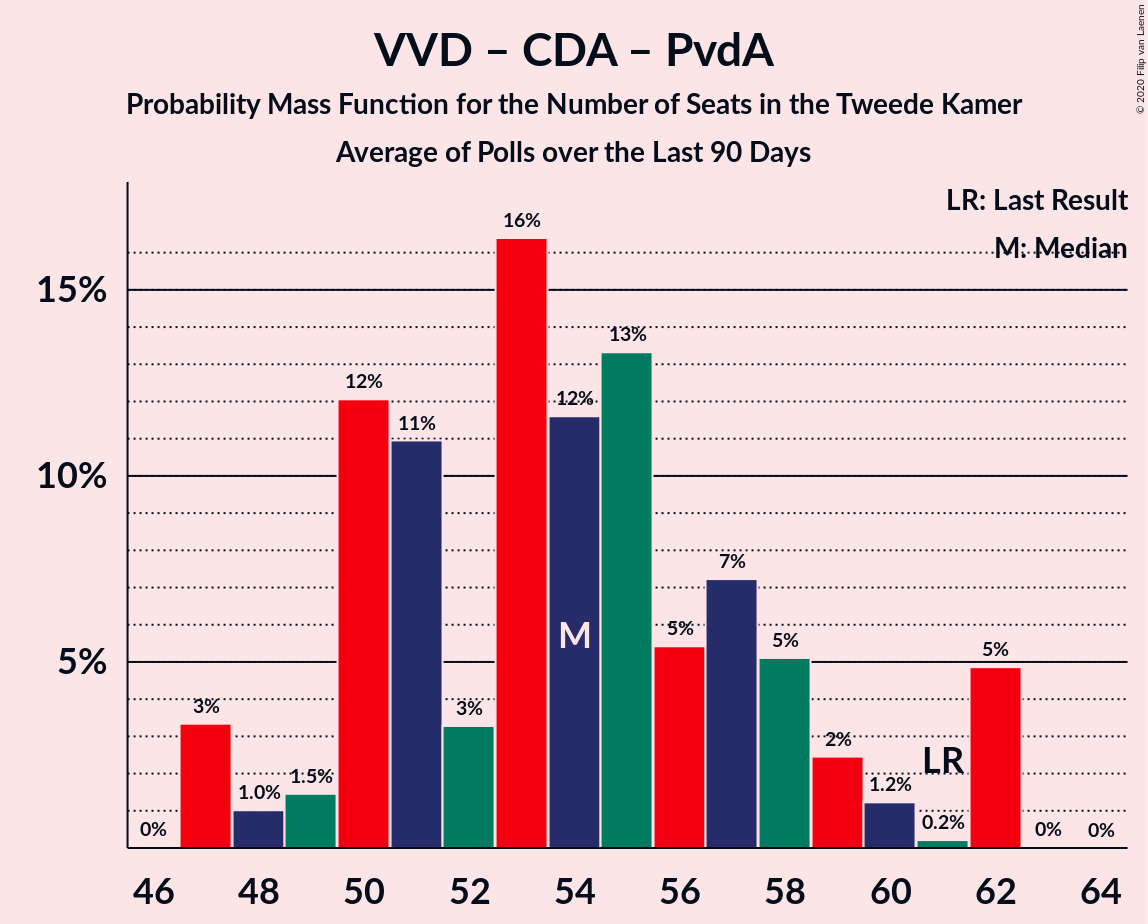 VVD – CDA – PvdA
Probability Mass Function for the Number of Seats in the Tweede Kamer
Average of Polls over the Last 90 Days
© 2020 Filip van Laenen
LR: Last Result
M: Median
15%
10%
5%
0%
3%
1.0%
1.5%
12%
11%
3%
16%
12%
13%
5%
7%
5%
2%
1.2%
0.2%
5%
0%
0%
M
LR
46 48 50 52 54 56 58 60 62 64